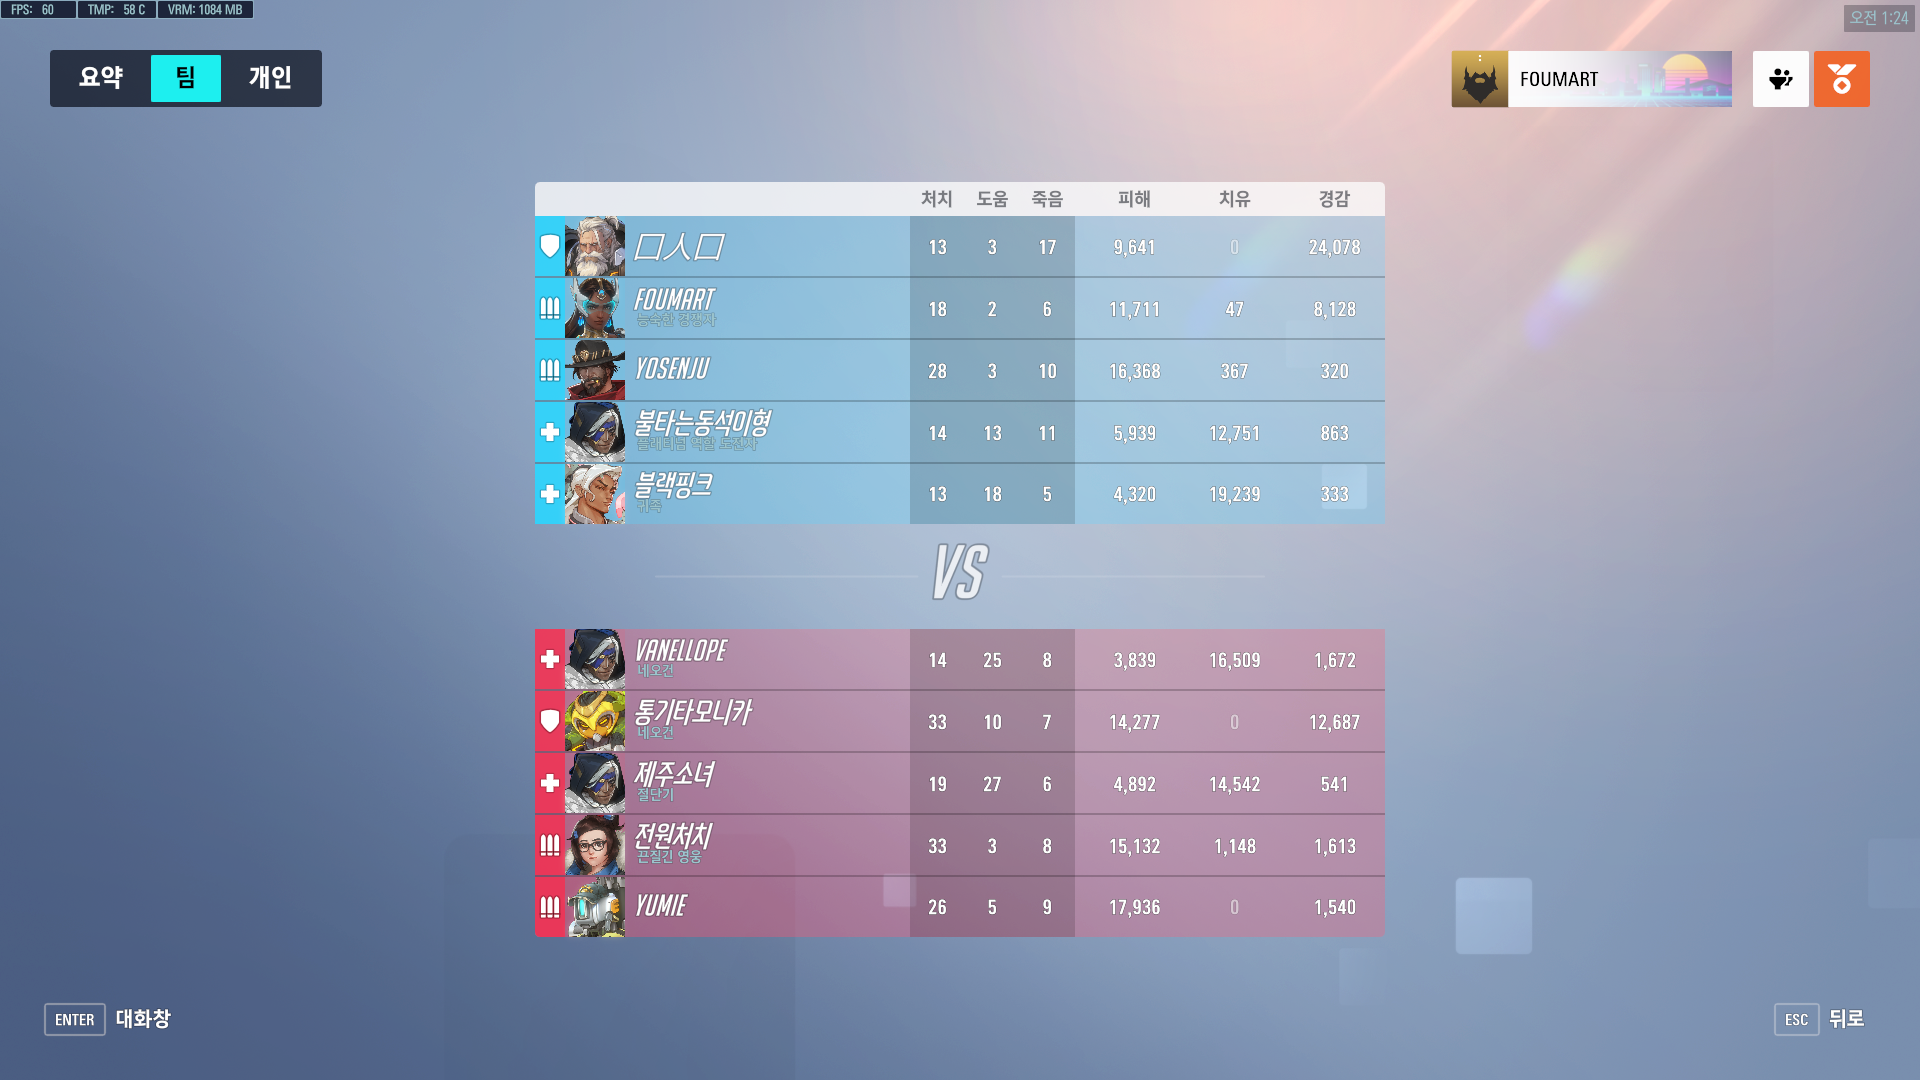 FPS: 60 TMP: 58 C VRM: 1084 MB
오전 1:24
요약 팀 개인
FOUMART
처치 도움 죽음 피해 치유 경감
口人口 13 3 17 9,641 0 24,078
FOUMART 18 2 6 11,711 47 8,128
능숙한 경쟁자
YOSENJU 28 3 10 16,368 367 320
불타는동석이형 14 13 11 5,939 12,751 863
플래티넘 역할 도전자
블랙핑크 13 18 5 4,320 19,239 333
귀족
VS
VANELLOPE 14 25 8 3,839 16,509 1,672
네오건
통기타모니카 33 10 7 14,277 0 12,687
네오건
제주소녀 19 27 6 4,892 14,542 541
절단기
전원처치 33 3 8 15,132 1,148 1,613
끈질긴 영웅
YUMIE 26 5 9 17,936 0 1,540
ENTER 대화창
ESC 뒤로